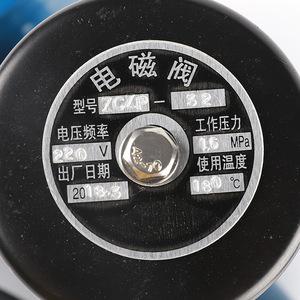 电磁阀
型号 ZCZP-32
电压频率 工作压力
220 V 1.6 MPa
出厂日期 使用温度
2018.3 180 ℃